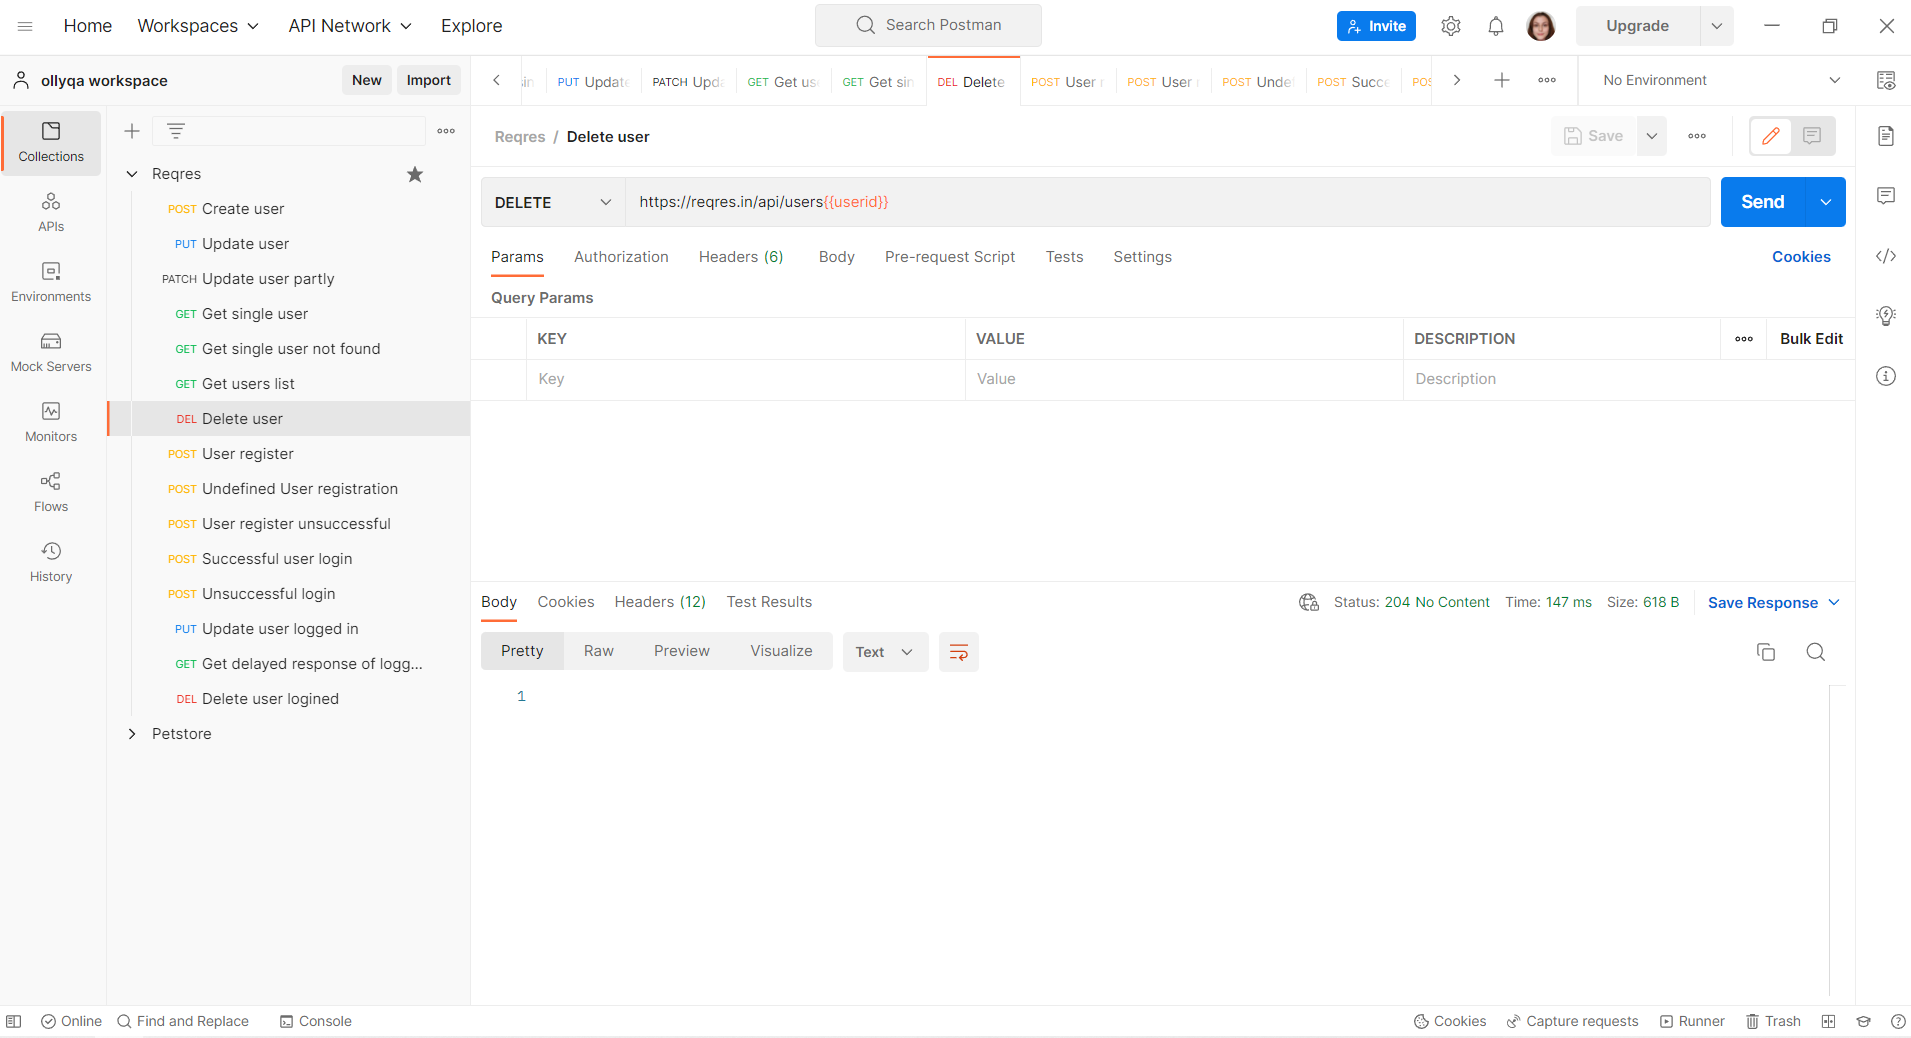 Home Workspaces API Network Explore Search Postman Invite Upgrade
ollyqa workspace New Import
PUT Update PATCH Upda GET Get us GET Get sin DEL Delete POST User r POST User POST Unde POST Succe POS No Environment
Collections
APIs
Environments
Mock Servers
Monitors
Flows
History
Reqres
POST Create user
PUT Update user
PATCH Update user partly
GET Get single user
GET Get single user not found
GET Get users list
DEL Delete user
POST User register
POST Undefined User registration
POST User register unsuccessful
POST Successful user login
POST Unsuccessful login
PUT Update user logged in
GET Get delayed response of logg...
DEL Delete user logined
Petstore
Reqres / Delete user Save
DELETE https://reqres.in/api/users{{userid}} Send
Params Authorization Headers (6) Body Pre-request Script Tests Settings Cookies
Query Params
KEY VALUE DESCRIPTION Bulk Edit
Key Value Description
Body Cookies Headers (12) Test Results Status: 204 No Content Time: 147 ms Size: 618 B Save Response
Pretty Raw Preview Visualize Text
1
Online Find and Replace Console Cookies Capture requests Runner Trash